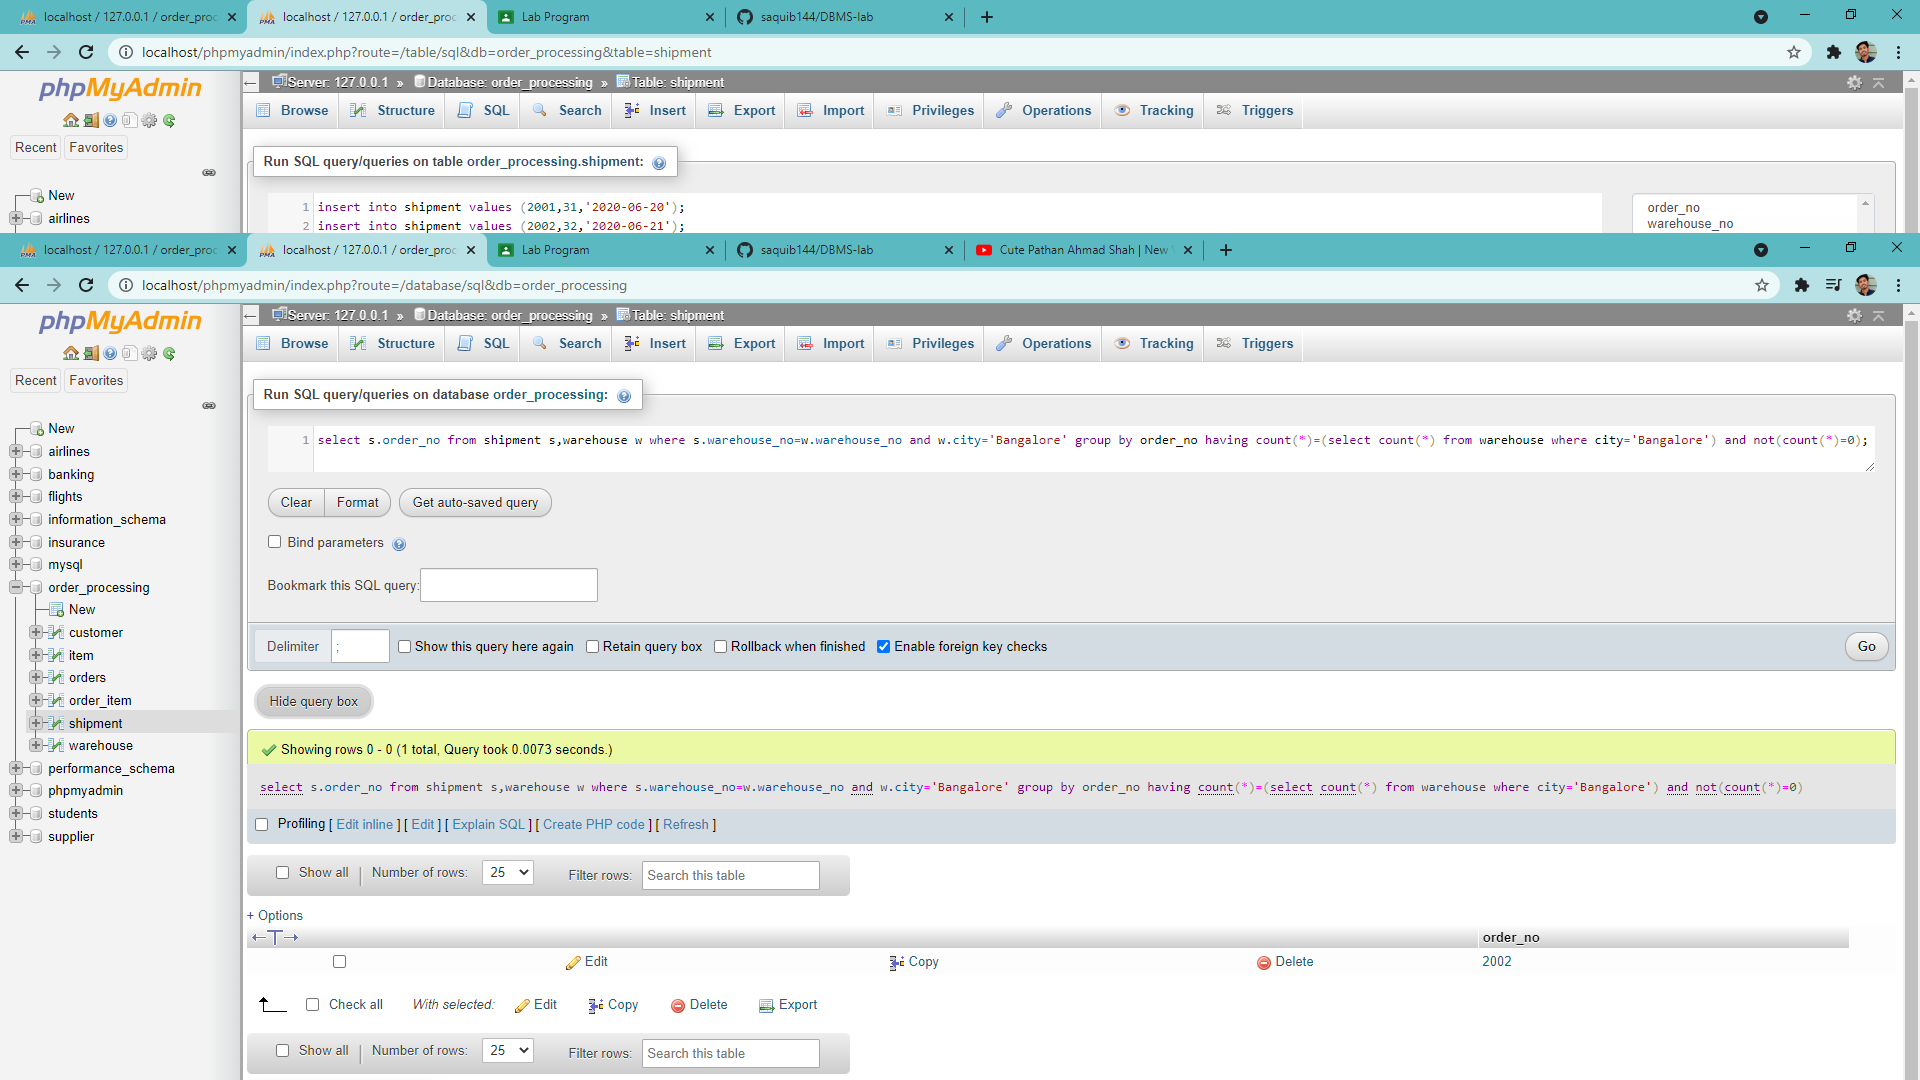 localhost / 127.0.0.1 / order_proc
localhost / 127.0.0.1 / order_proc
Lab Program
saquib144/DBMS-lab
localhost/phpmyadmin/index.php?route=/table/sql&db=order_processing&table=shipment
phpMyAdmin
Recent
Favorites
New
airlines
Server: 127.0.0.1 » Database: order_processing » Table: shipment
Browse
Structure
SQL
Search
Insert
Export
Import
Privileges
Operations
Tracking
Triggers
Run SQL query/queries on table order_processing.shipment:
1 insert into shipment values (2001,31,'2020-06-20');
2 insert into shipment values (2002,32,'2020-06-21');
order_no
warehouse_no
localhost / 127.0.0.1 / order_proc
localhost / 127.0.0.1 / order_proc
Lab Program
saquib144/DBMS-lab
Cute Pathan Ahmad Shah | New
localhost/phpmyadmin/index.php?route=/database/sql&db=order_processing
phpMyAdmin
Recent
Favorites
New
airlines
banking
flights
information_schema
insurance
mysql
order_processing
New
customer
item
orders
order_item
shipment
warehouse
performance_schema
phpmyadmin
students
supplier
Server: 127.0.0.1 » Database: order_processing » Table: shipment
Browse
Structure
SQL
Search
Insert
Export
Import
Privileges
Operations
Tracking
Triggers
Run SQL query/queries on database order_processing:
1 select s.order_no from shipment s,warehouse w where s.warehouse_no=w.warehouse_no and w.city='Bangalore' group by order_no having count(*)=(select count(*) from warehouse where city='Bangalore') and not(count(*)=0);
Clear
Format
Get auto-saved query
Bind parameters
Bookmark this SQL query:
Delimiter ;
Show this query here again
Retain query box
Rollback when finished
Enable foreign key checks
Go
Hide query box
Showing rows 0 - 0 (1 total, Query took 0.0073 seconds.)
select s.order_no from shipment s,warehouse w where s.warehouse_no=w.warehouse_no and w.city='Bangalore' group by order_no having count(*)=(select count(*) from warehouse where city='Bangalore') and not(count(*)=0)
Profiling [ Edit inline ] [ Edit ] [ Explain SQL ] [ Create PHP code ] [ Refresh ]
Show all | Number of rows: 25 Filter rows: Search this table
+ Options
←T→ order_no
Edit Copy Delete 2002
Check all With selected: Edit Copy Delete Export
Show all | Number of rows: 25 Filter rows: Search this table